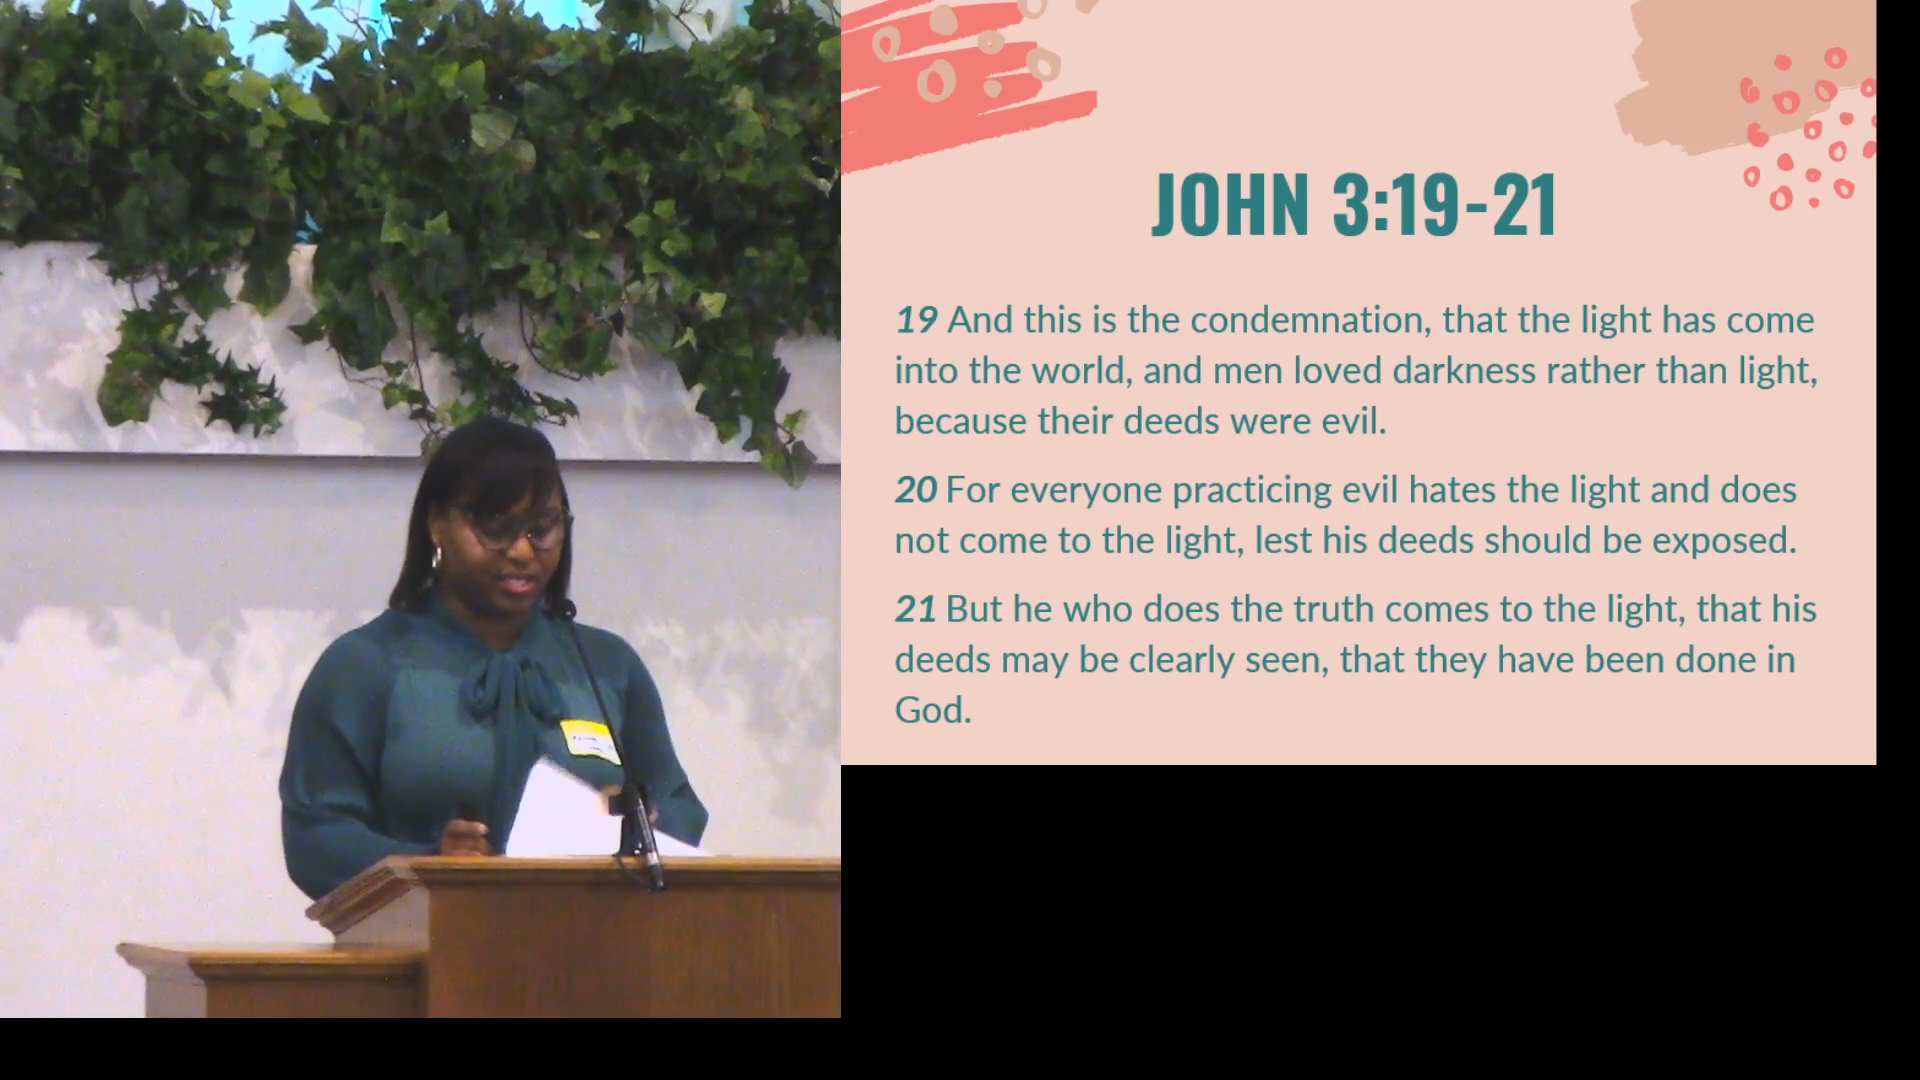 JOHN 3:19-21
19 And this is the condemnation, that the light has come
into the world, and men loved darkness rather than light,
because their deeds were evil.
20 For everyone practicing evil hates the light and does
not come to the light, lest his deeds should be exposed.
21 But he who does the truth comes to the light, that his
deeds may be clearly seen, that they have been done in
God.